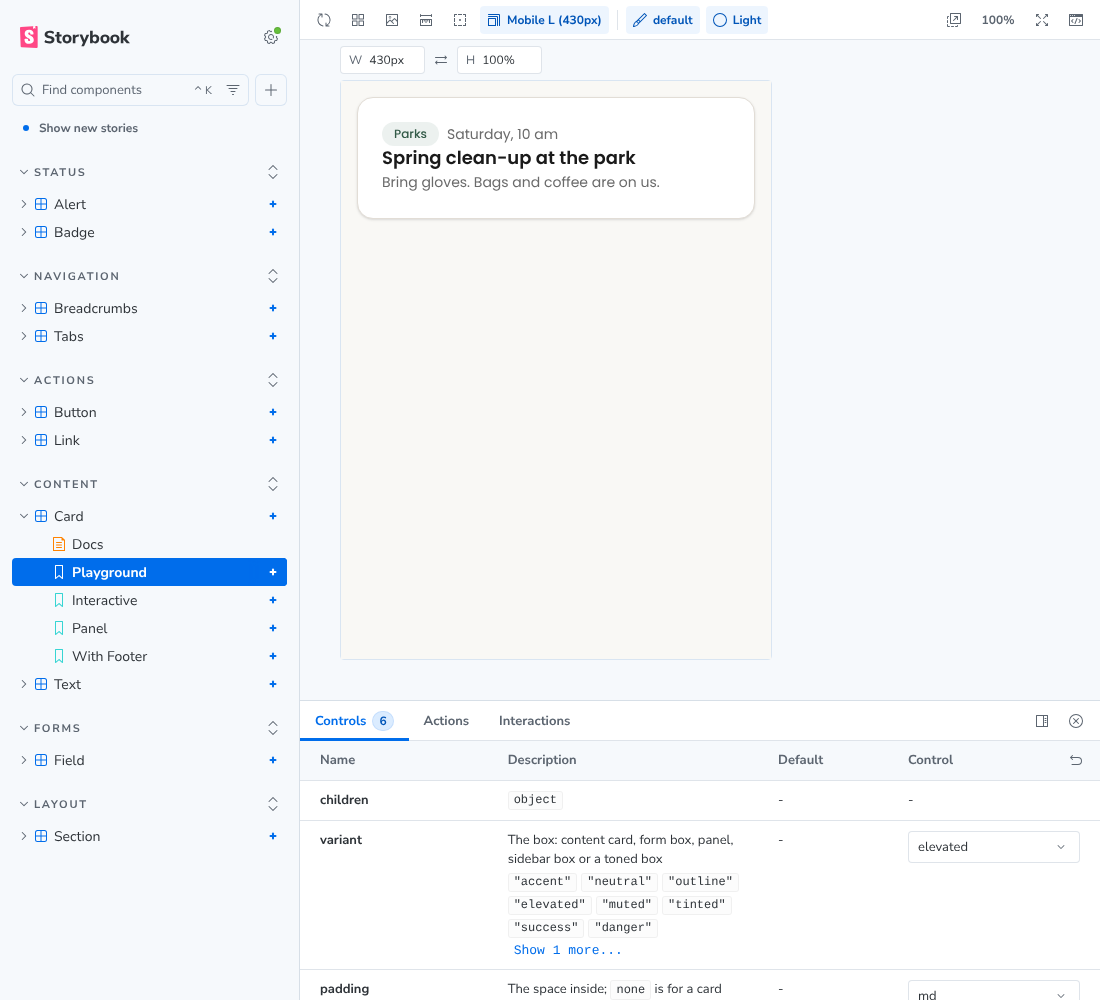 Storybook
Find components
^ K
Show new stories
STATUS
Alert
Badge
NAVIGATION
Breadcrumbs
Tabs
ACTIONS
Button
Link
CONTENT
Card
Docs
Playground
Interactive
Panel
With Footer
Text
FORMS
Field
LAYOUT
Section
Mobile L (430px)
default
Light
100%
W 430px
H 100%
Parks Saturday, 10 am
Spring clean-up at the park
Bring gloves. Bags and coffee are on us.
Controls 6 Actions Interactions
Name Description Default Control
children object - -
variant The box: content card, form box, panel, - elevated
sidebar box or a toned box
"accent" "neutral" "outline"
"elevated" "muted" "tinted"
"success" "danger"
Show 1 more...
padding The space inside; none is for a card - md